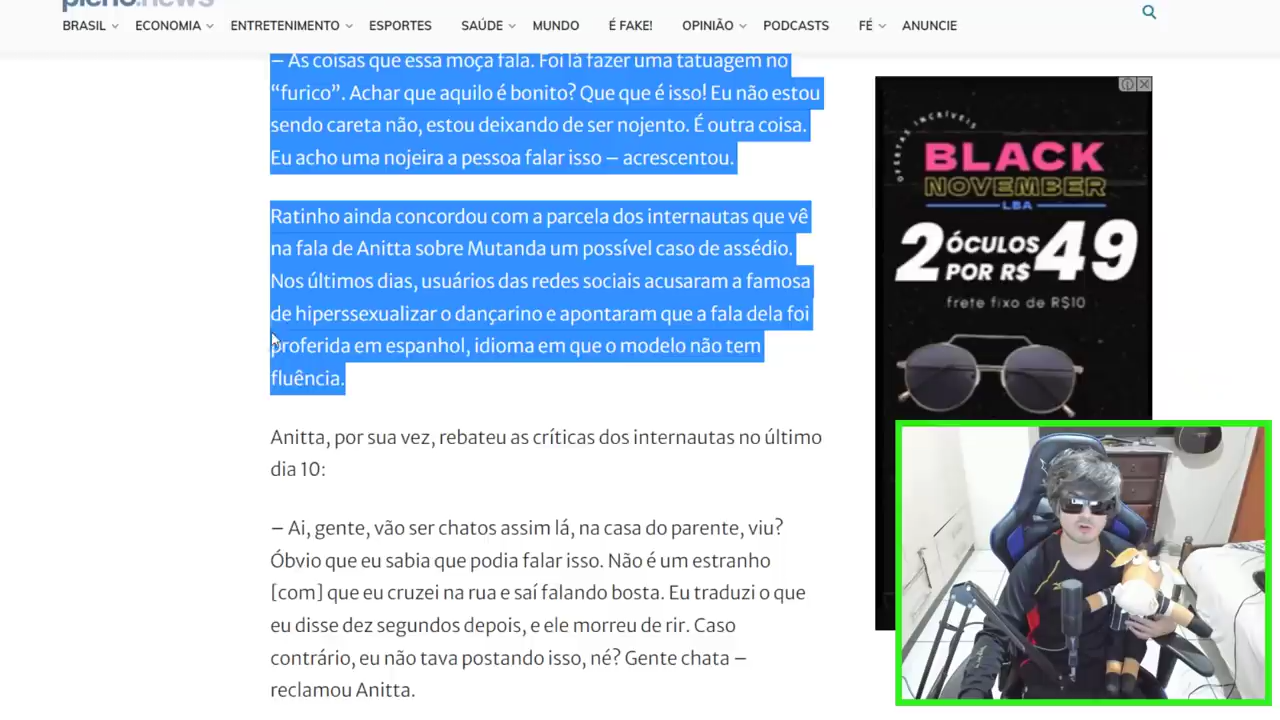 pleno.news
BRASIL ECONOMIA ENTRETENIMENTO ESPORTES SAÚDE MUNDO É FAKE! OPINIÃO PODCASTS FÉ ANUNCIE
– As coisas que essa moça fala. Foi lá fazer uma tatuagem no
“furico”. Achar que aquilo é bonito? Que que é isso! Eu não estou
sendo careta não, estou deixando de ser nojento. É outra coisa.
Eu acho uma nojeira a pessoa falar isso – acrescentou.
Ratinho ainda concordou com a parcela dos internautas que vê
na fala de Anitta sobre Mutanda um possível caso de assédio.
Nos últimos dias, usuários das redes sociais acusaram a famosa
de hiperssexualizar o dançarino e apontaram que a fala dela foi
proferida em espanhol, idioma em que o modelo não tem
fluência.
Anitta, por sua vez, rebateu as críticas dos internautas no último
dia 10:
– Ai, gente, vão ser chatos assim lá, na casa do parente, viu?
Óbvio que eu sabia que podia falar isso. Não é um estranho
[com] que eu cruzei na rua e saí falando bosta. Eu traduzi o que
eu disse dez segundos depois, e ele morreu de rir. Caso
contrário, eu não tava postando isso, né? Gente chata –
reclamou Anitta.
OFERTAS INCRÍVEIS
BLACK
NOVEMBER
LBA
2 ÓCULOS POR R$ 49
frete fixo de R$10